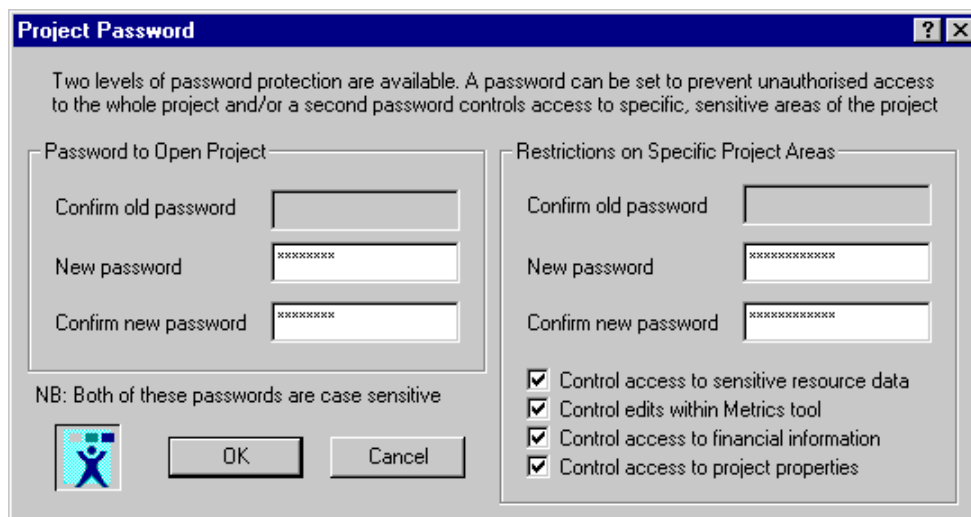 Project Password
Two levels of password protection are available. A password can be set to prevent unauthorised access
to the whole project and/or a second password controls access to specific, sensitive areas of the project
Password to Open Project
Confirm old password
New password
xxxxxxxx
Confirm new password
xxxxxxxx
NB: Both of these passwords are case sensitive
OK
Cancel
Restrictions on Specific Project Areas
Confirm old password
New password
xxxxxxxxxxxx
Confirm new password
xxxxxxxxxxxx
Control access to sensitive resource data
Control edits within Metrics tool
Control access to financial information
Control access to project properties